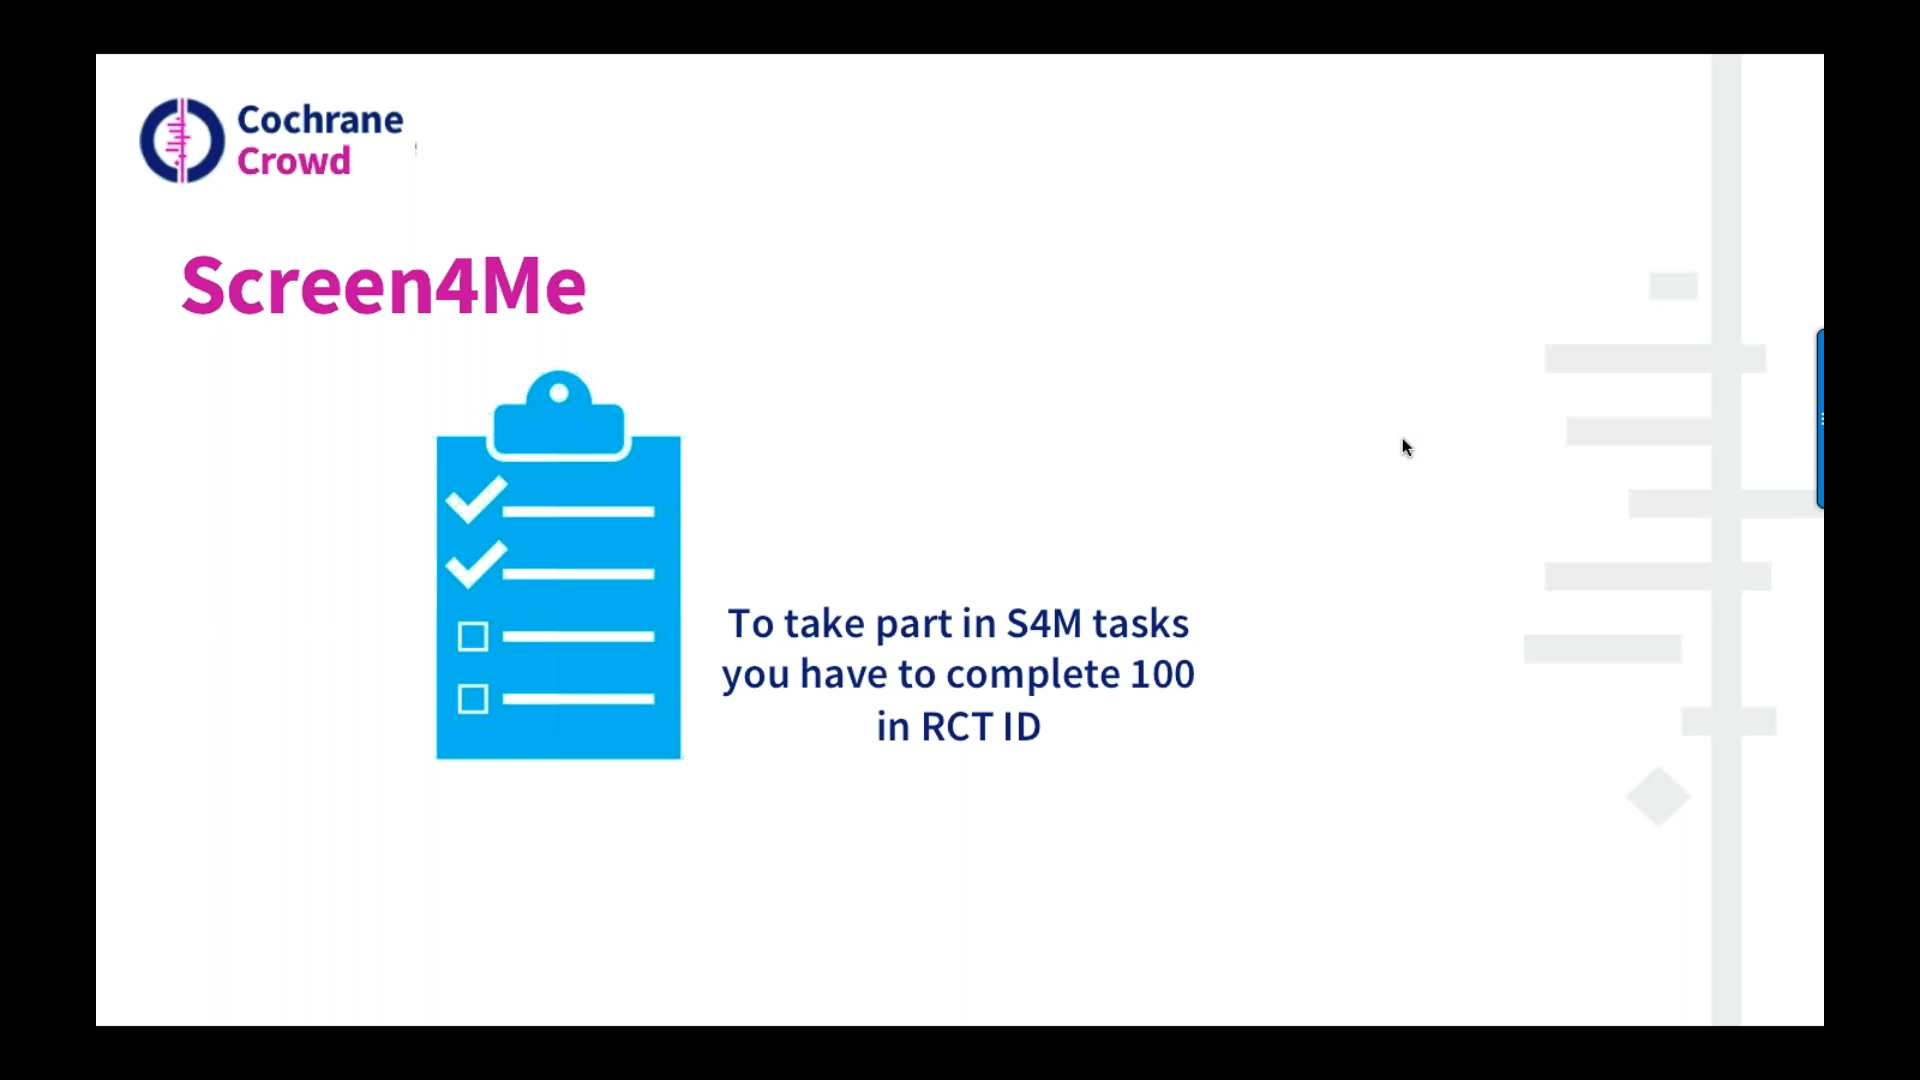 Cochrane
Crowd
Screen4Me
To take part in S4M tasks
you have to complete 100
in RCT ID